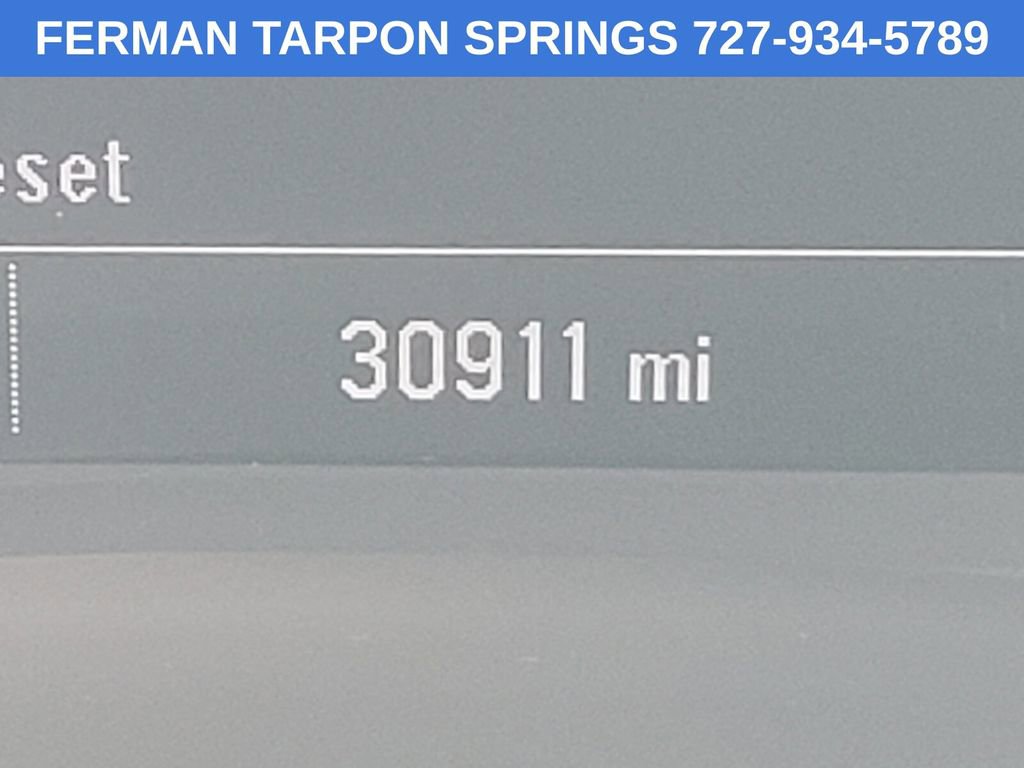 FERMAN TARPON SPRINGS 727-934-5789
eset
30911 mi